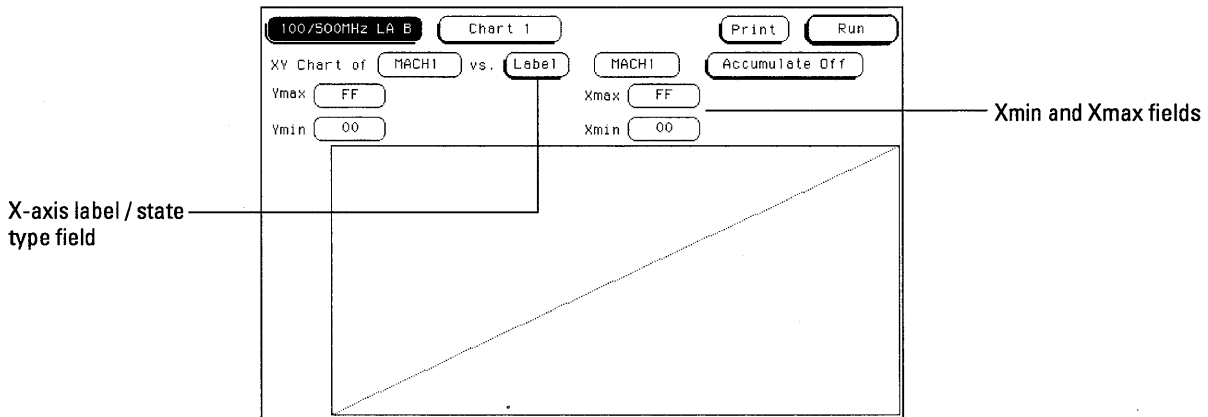 100/500MHz LA B Chart 1 Print Run
XY Chart of MACH1 vs. Label MACH1 Accumulate Off
Ymax FF Xmax FF
Xmin and Xmax fields
Ymin 00 Xmin 00
X-axis label / state
type field